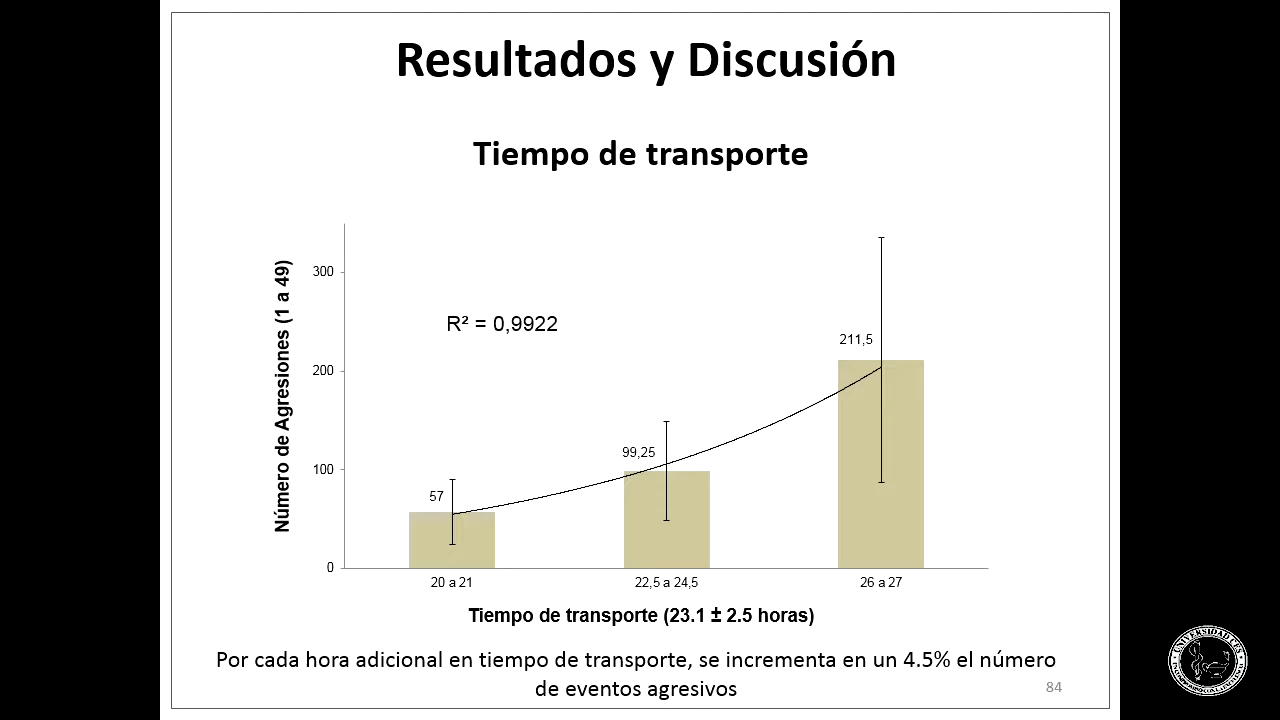 Resultados y Discusión
Tiempo de transporte
Número de Agresiones (1 a 49)
300
200
100
0
R² = 0,9922
57
99,25
211,5
20 a 21
22,5 a 24,5
26 a 27
Tiempo de transporte (23.1 ± 2.5 horas)
Por cada hora adicional en tiempo de transporte, se incrementa en un 4.5% el número
de eventos agresivos
84
UNIVERSIDAD CES